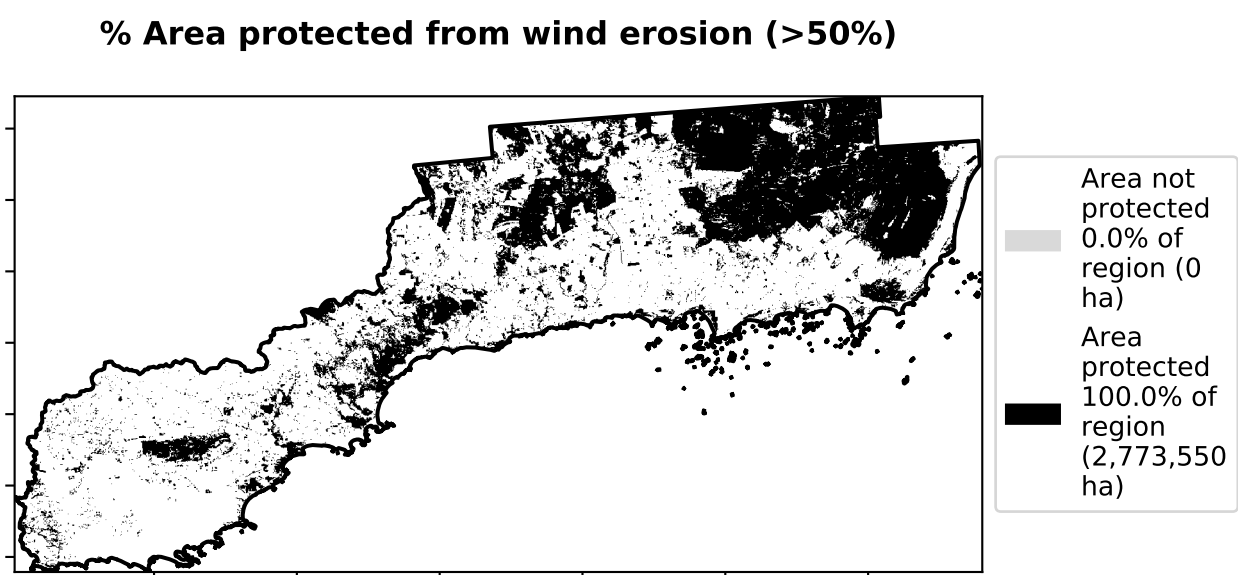 % Area protected from wind erosion (>50%)
Area not
protected
0.0% of
region (0
ha)
Area
protected
100.0% of
region
(2,773,550
ha)